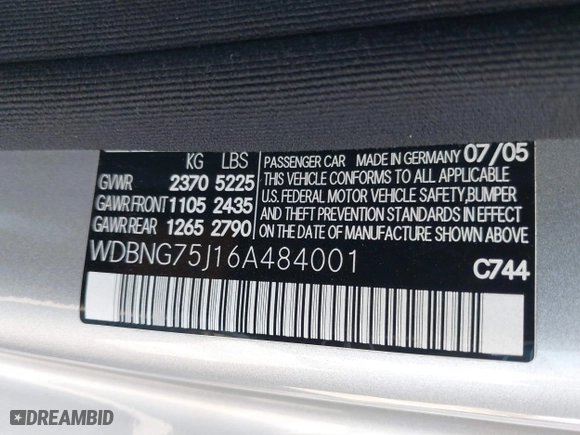 KG LBS
GVWR 2370 5225
GAWR FRONT 1105 2435
GAWR REAR 1265 2790
PASSENGER CAR MADE IN GERMANY 07/05
THIS VEHICLE CONFORMS TO ALL APPLICABLE
U.S. FEDERAL MOTOR VEHICLE SAFETY, BUMPER
AND THEFT PREVENTION STANDARDS IN EFFECT
ON THE DATE OF MANUFACTURE SHOWN ABOVE.
WDBNG75J16A484001
C744
DREAMBID